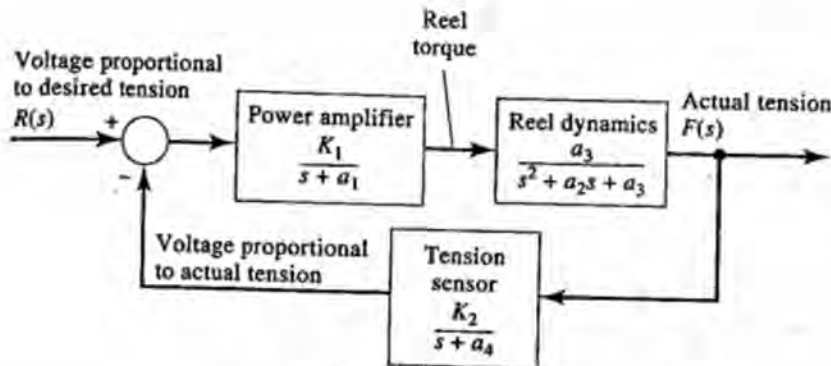 Reel
torque
Voltage proportional
to desired tension
R(s)
+
−
Power amplifier
K₁
s + a₁
Reel dynamics
a₃
s² + a₂s + a₃
Actual tension
F(s)
Voltage proportional
to actual tension
Tension
sensor
K₂
s + a₄